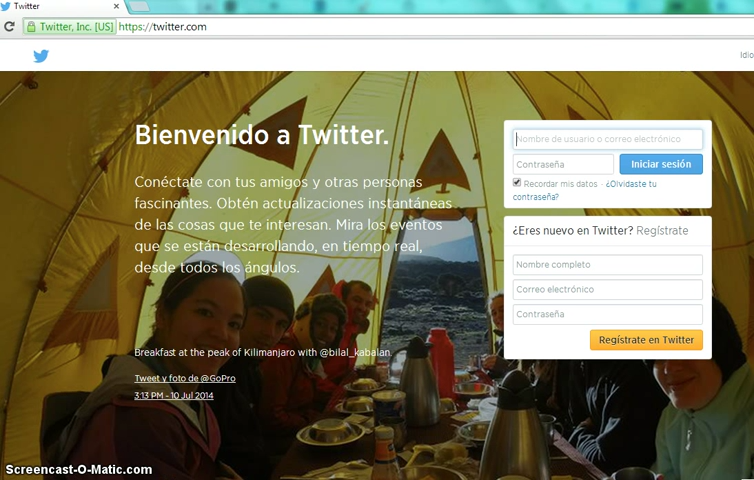 Twitter
Twitter, Inc. [US] https://twitter.com
Bienvenido a Twitter.
Conéctate con tus amigos y otras personas
fascinantes. Obtén actualizaciones instantáneas
de las cosas que te interesan. Mira los eventos
que se están desarrollando, en tiempo real,
desde todos los ángulos.
Breakfast at the peak of Kilimanjaro with @bilal_kabalan
Tweet y foto de @GoPro
3:13 PM - 10 Jul 2014
Nombre de usuario o correo electrónico
Contraseña
Iniciar sesión
Recordar mis datos · ¿Olvidaste tu
contraseña?
¿Eres nuevo en Twitter? Regístrate
Nombre completo
Correo electrónico
Contraseña
Regístrate en Twitter
Screencast-O-Matic.com